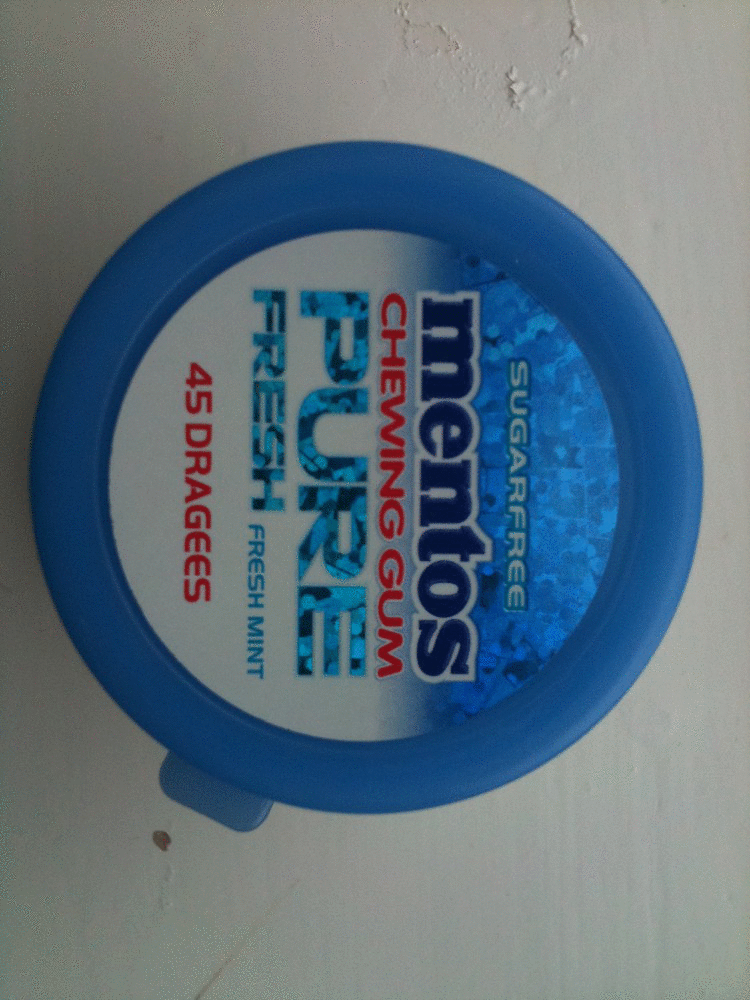 SUGARFREE
mentos
CHEWING GUM
PURE
FRESH FRESH MINT
45 DRAGEES